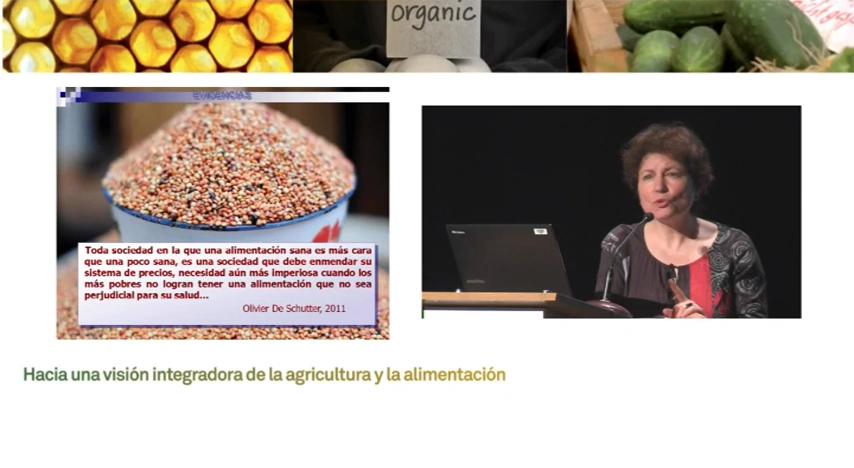 organic
EVIDENCIAS
Toda sociedad en la que una alimentación sana es más cara
que una poco sana, es una sociedad que debe enmendar su
sistema de precios, necesidad aún más imperiosa cuando los
más pobres no logran tener una alimentación que no sea
perjudicial para su salud...
Olivier De Schutter, 2011
Hacia una visión integradora de la agricultura y la alimentación